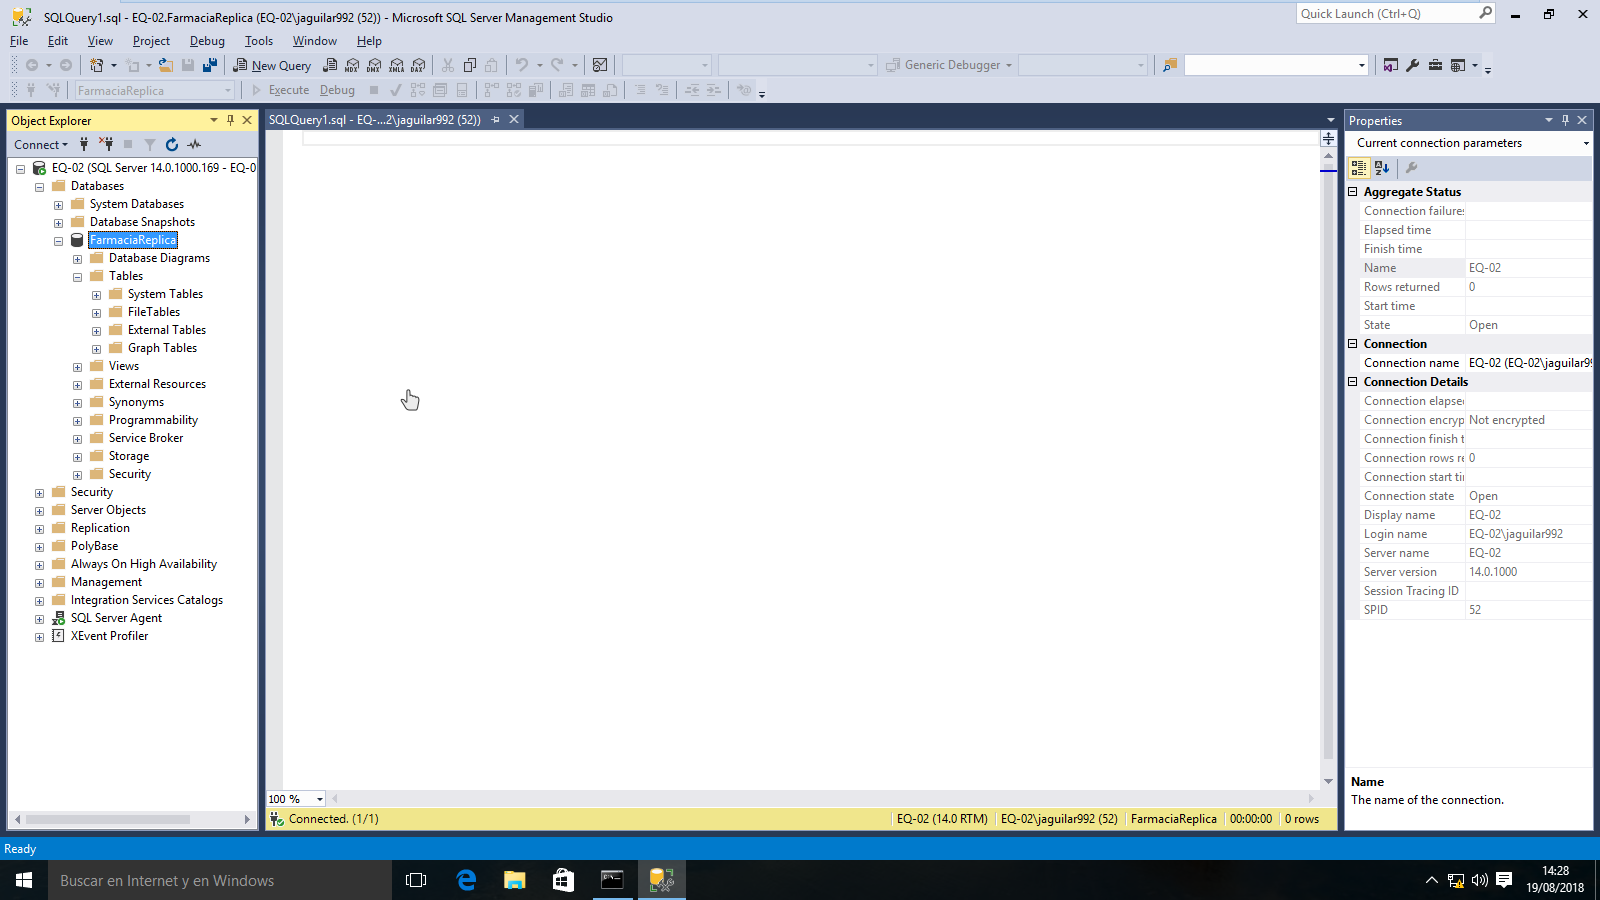 SQLQuery1.sql - EQ-02.FarmaciaReplica (EQ-02\jaguilar992 (52)) - Microsoft SQL Server Management Studio
Quick Launch (Ctrl+Q)
File Edit View Project Debug Tools Window Help
New Query
MDX DMX XMLA DAX
Generic Debugger
FarmaciaReplica
Execute Debug
Object Explorer
Connect
EQ-02 (SQL Server 14.0.1000.169 - EQ-0
Databases
System Databases
Database Snapshots
FarmaciaReplica
Database Diagrams
Tables
System Tables
FileTables
External Tables
Graph Tables
Views
External Resources
Synonyms
Programmability
Service Broker
Storage
Security
Security
Server Objects
Replication
PolyBase
Always On High Availability
Management
Integration Services Catalogs
SQL Server Agent
XEvent Profiler
SQLQuery1.sql - EQ-...2\jaguilar992 (52))
100 %
Connected. (1/1)
EQ-02 (14.0 RTM) EQ-02\jaguilar992 (52) FarmaciaReplica 00:00:00 0 rows
Properties
Current connection parameters
Aggregate Status
Connection failures
Elapsed time
Finish time
Name EQ-02
Rows returned 0
Start time
State Open
Connection
Connection name EQ-02 (EQ-02\jaguilar99
Connection Details
Connection elapse
Connection encryp Not encrypted
Connection finish t
Connection rows re 0
Connection start ti
Connection state Open
Display name EQ-02
Login name EQ-02\jaguilar992
Server name EQ-02
Server version 14.0.1000
Session Tracing ID
SPID 52
Name
The name of the connection.
Ready
Buscar en Internet y en Windows
14:28
19/08/2018